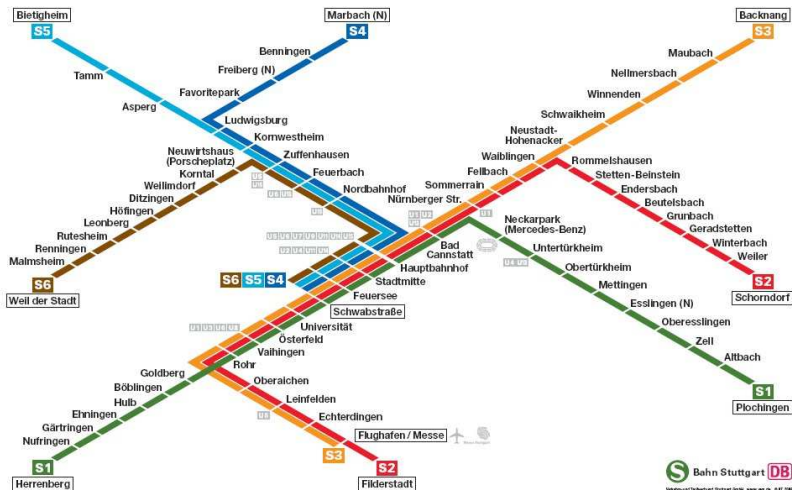 Bietigheim
S5
Tamm
Asperg
Marbach (N)
S4
Benningen
Freiberg (N)
Favoritepark
Ludwigsburg
Kornwestheim
Zuffenhausen
Feuerbach
Nordbahnhof
Neuwirtshaus
(Porscheplatz)
Korntal
Weilimdorf
Ditzingen
Höfingen
Leonberg
Rutesheim
Renningen
Malmsheim
S6
Weil der Stadt
Backnang
S3
Maubach
Nellmersbach
Winnenden
Schwaikheim
Neustadt-
Hohenacker
Waiblingen
Fellbach
Sommerrain
Nürnberger Str.
Rommelshausen
Stetten-Beinstein
Endersbach
Beutelsbach
Grunbach
Geradstetten
Winterbach
Weiler
S2
Schorndorf
Neckarpark
(Mercedes-Benz)
Untertürkheim
Obertürkheim
Mettingen
Esslingen (N)
Oberesslingen
Zell
Altbach
S1
Plochingen
Bad
Cannstatt
Hauptbahnhof
Stadtmitte
Feuersee
Schwabstraße
S6 S5 S4
Universität
Österfeld
Vaihingen
Rohr
Goldberg
Böblingen
Hulb
Ehningen
Gärtringen
Nufringen
S1
Herrenberg
Oberaichen
Leinfelden
Echterdingen
Flughafen / Messe
S3
S2
Filderstadt
S Bahn Stuttgart DB